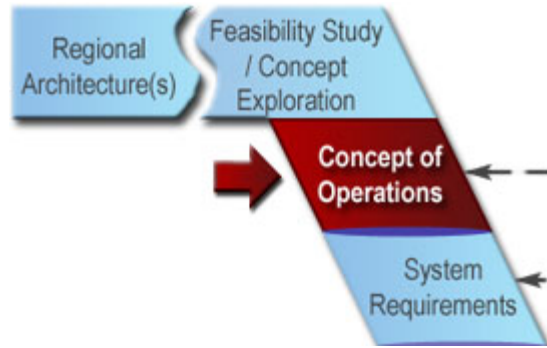 Regional
Architecture(s)
Feasibility Study
/ Concept
Exploration
Concept of
Operations
System
Requirements